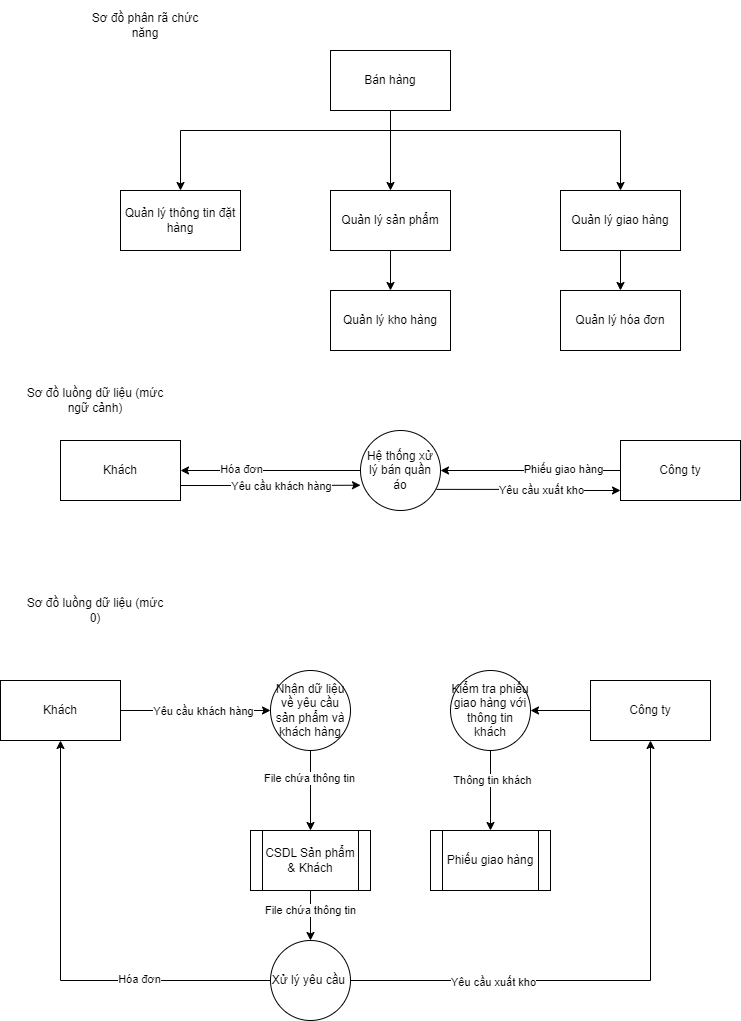 Sơ đồ phân rã chức
năng
Bán hàng
Quản lý thông tin đặt
hàng
Quản lý sản phẩm
Quản lý giao hàng
Quản lý kho hàng
Quản lý hóa đơn
Sơ đồ luồng dữ liệu (mức
ngữ cảnh)
Khách
Hóa đơn
Yêu cầu khách hàng
Hệ thống xử
lý bán quần
áo
Phiếu giao hàng
Yêu cầu xuất kho
Công ty
Sơ đồ luồng dữ liệu (mức
0)
Khách
Yêu cầu khách hàng
Nhận dữ liệu
về yêu cầu
sản phẩm và
khách hàng
Kiểm tra phiếu
giao hàng với
thông tin
khách
Công ty
File chứa thông tin
Thông tin khách
CSDL Sản phẩm
& Khách
Phiếu giao hàng
File chứa thông tin
Hóa đơn
Xử lý yêu cầu
Yêu cầu xuất kho